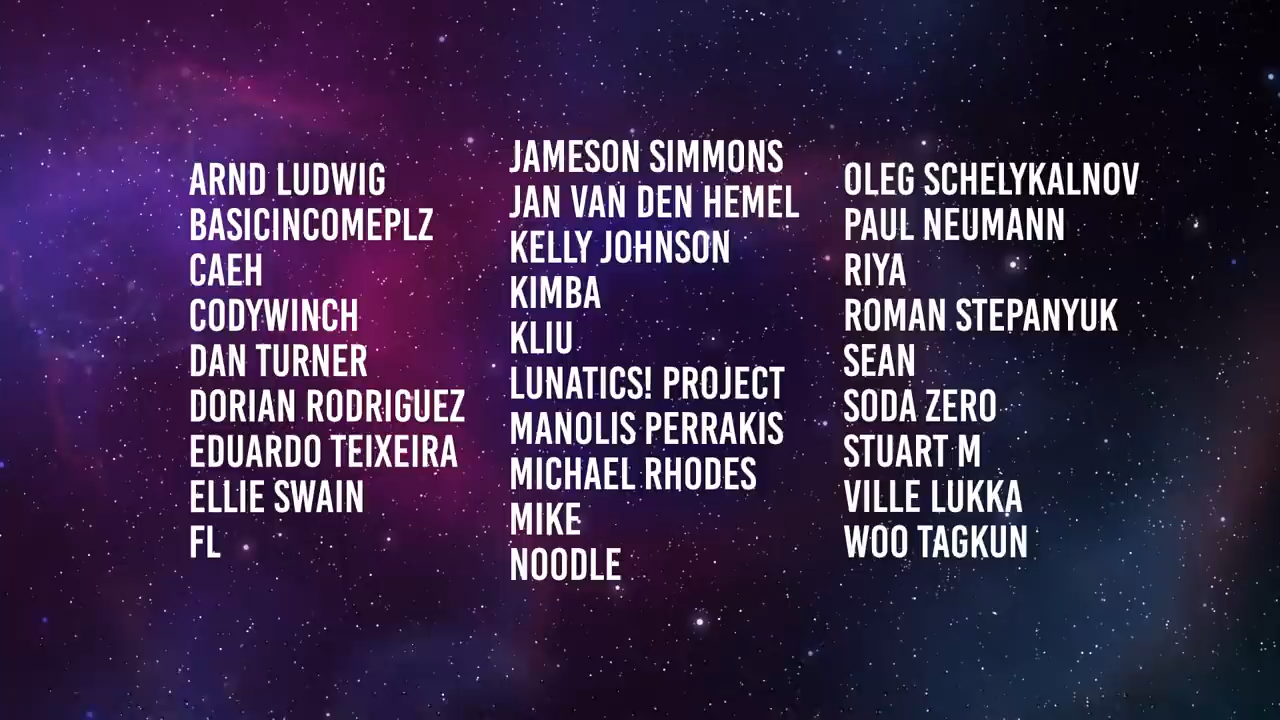 ARND LUDWIG
BASICINCOMEPLZ
CAEH
CODYWINCH
DAN TURNER
DORIAN RODRIGUEZ
EDUARDO TEIXEIRA
ELLIE SWAIN
FL
JAMESON SIMMONS
JAN VAN DEN HEMEL
KELLY JOHNSON
KIMBA
KLIU
LUNATICS! PROJECT
MANOLIS PERRAKIS
MICHAEL RHODES
MIKE
NOODLE
OLEG SCHELYKALNOV
PAUL NEUMANN
RIYA
ROMAN STEPANYUK
SEAN
SODA ZERO
STUART M
VILLE LUKKA
WOO TAGKUN